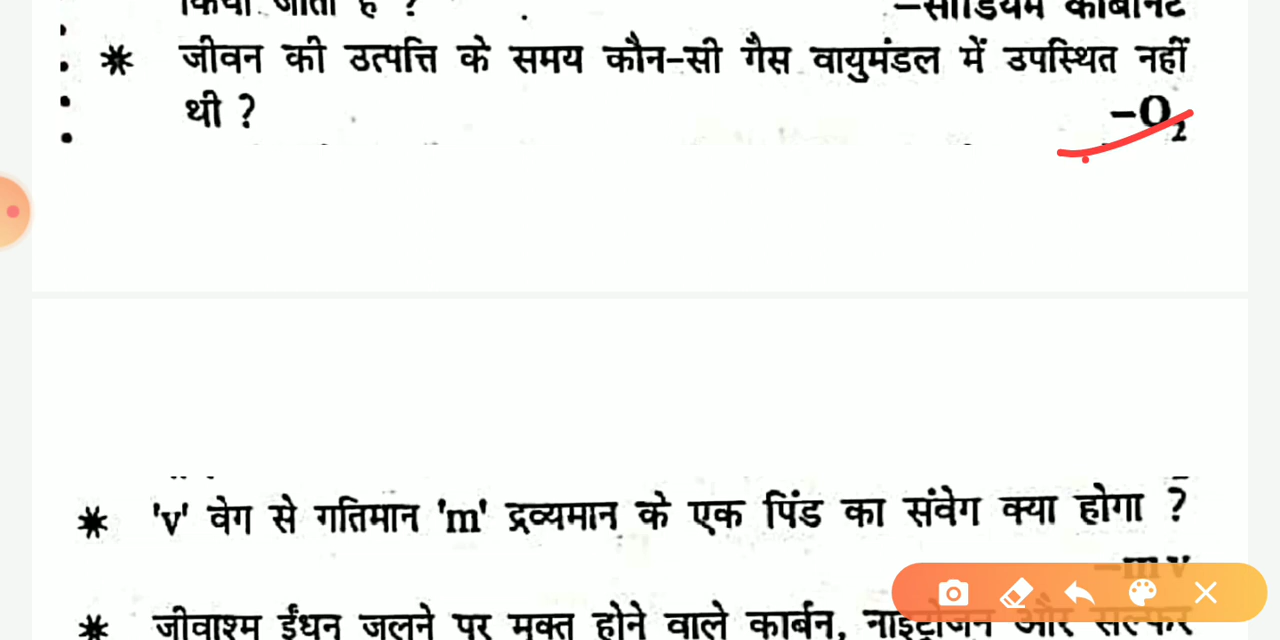 किया जाता है ? –सोडियम कार्बोनेट
* जीवन की उत्पत्ति के समय कौन-सी गैस वायुमंडल में उपस्थित नहीं
थी ? –O₂
* 'v' वेग से गतिमान 'm' द्रव्यमान के एक पिंड का संवेग क्या होगा ?
–mv
* जीवाश्म ईंधन जलने पर मुक्त होने वाले कार्बन, नाइट्रोजन और सल्फर